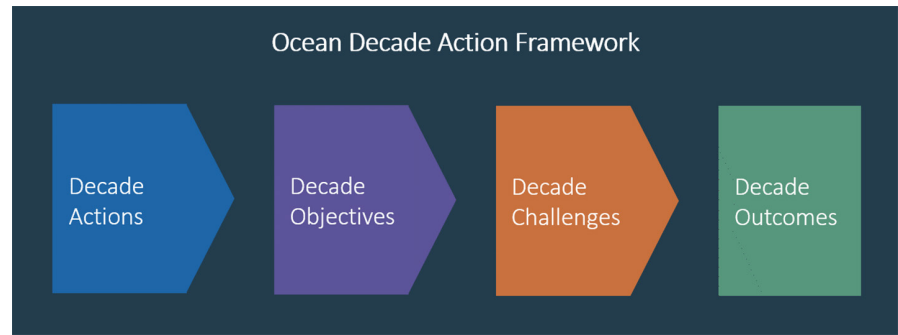 Ocean Decade Action Framework
Decade
Actions
Decade
Objectives
Decade
Challenges
Decade
Outcomes